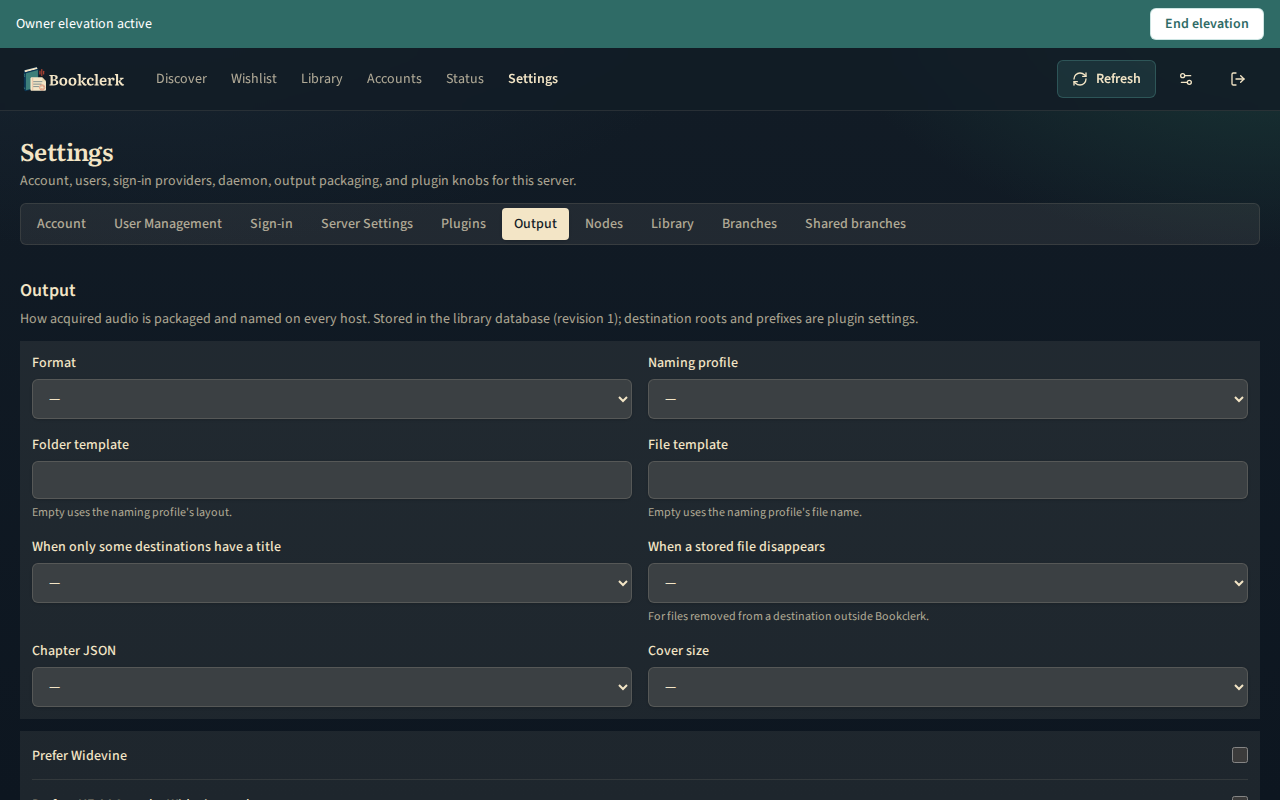 Owner elevation active
End elevation
Bookclerk
Discover
Wishlist
Library
Accounts
Status
Settings
Refresh
Settings
Account, users, sign-in providers, daemon, output packaging, and plugin knobs for this server.
Account
User Management
Sign-in
Server Settings
Plugins
Output
Nodes
Library
Branches
Shared branches
Output
How acquired audio is packaged and named on every host. Stored in the library database (revision 1); destination roots and prefixes are plugin settings.
Format
Naming profile
—
—
Folder template
File template
Empty uses the naming profile's layout.
Empty uses the naming profile's file name.
When only some destinations have a title
When a stored file disappears
—
—
For files removed from a destination outside Bookclerk.
Chapter JSON
Cover size
—
—
Prefer Widevine